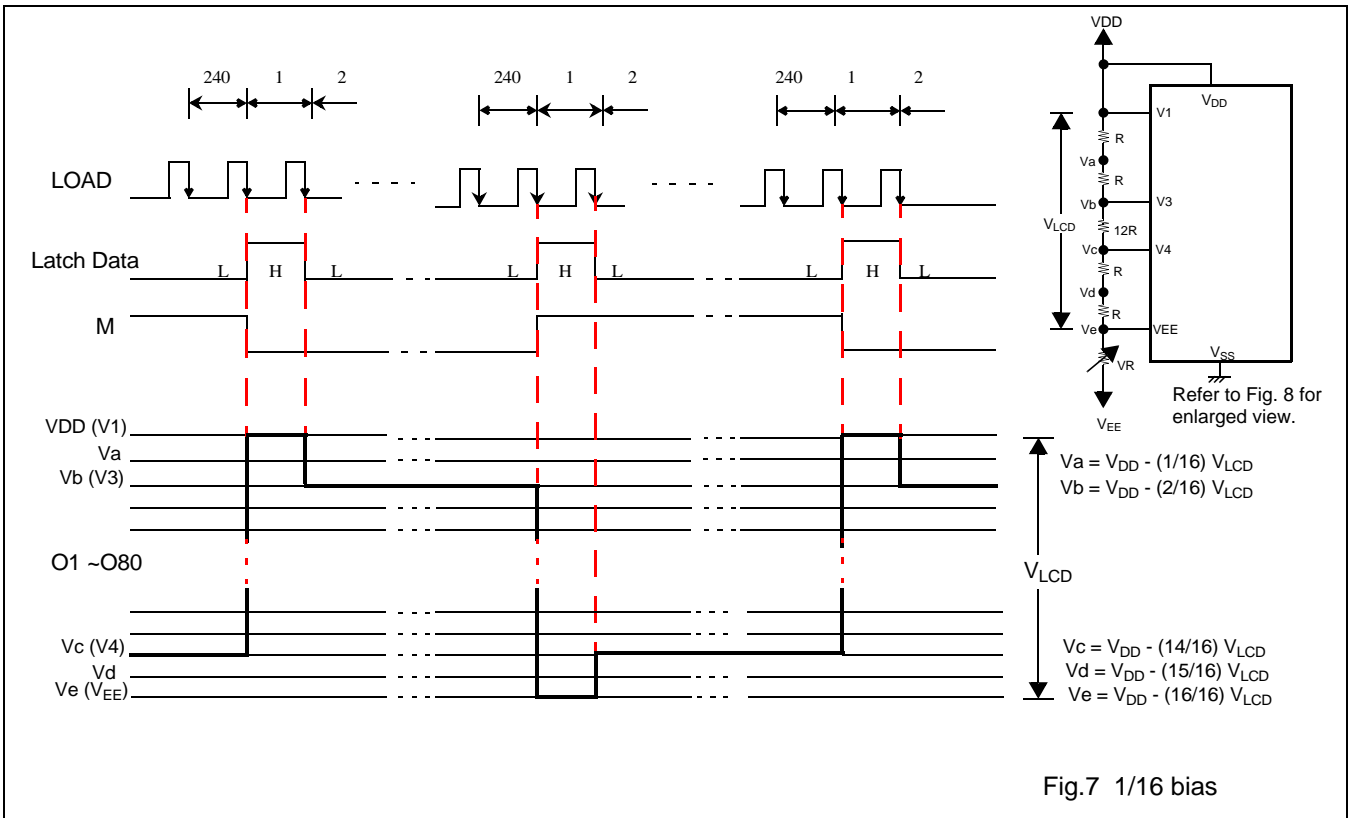 240 1 2
240 1 2
240 1 2
LOAD
Latch Data
L H L
L H L
L H L
M
VDD (V1)
Va
Vb (V3)
O1 ~O80
Vc (V4)
Vd
Ve (VEE)
VDD
VDD
V1
R
Va
R
Vb
V3
VLCD
12R
Vc
V4
R
Vd
R
Ve
VEE
VR
VSS
VEE
Refer to Fig. 8 for
enlarged view.
Va = VDD - (1/16) VLCD
Vb = VDD - (2/16) VLCD
VLCD
Vc = VDD - (14/16) VLCD
Vd = VDD - (15/16) VLCD
Ve = VDD - (16/16) VLCD
Fig.7 1/16 bias